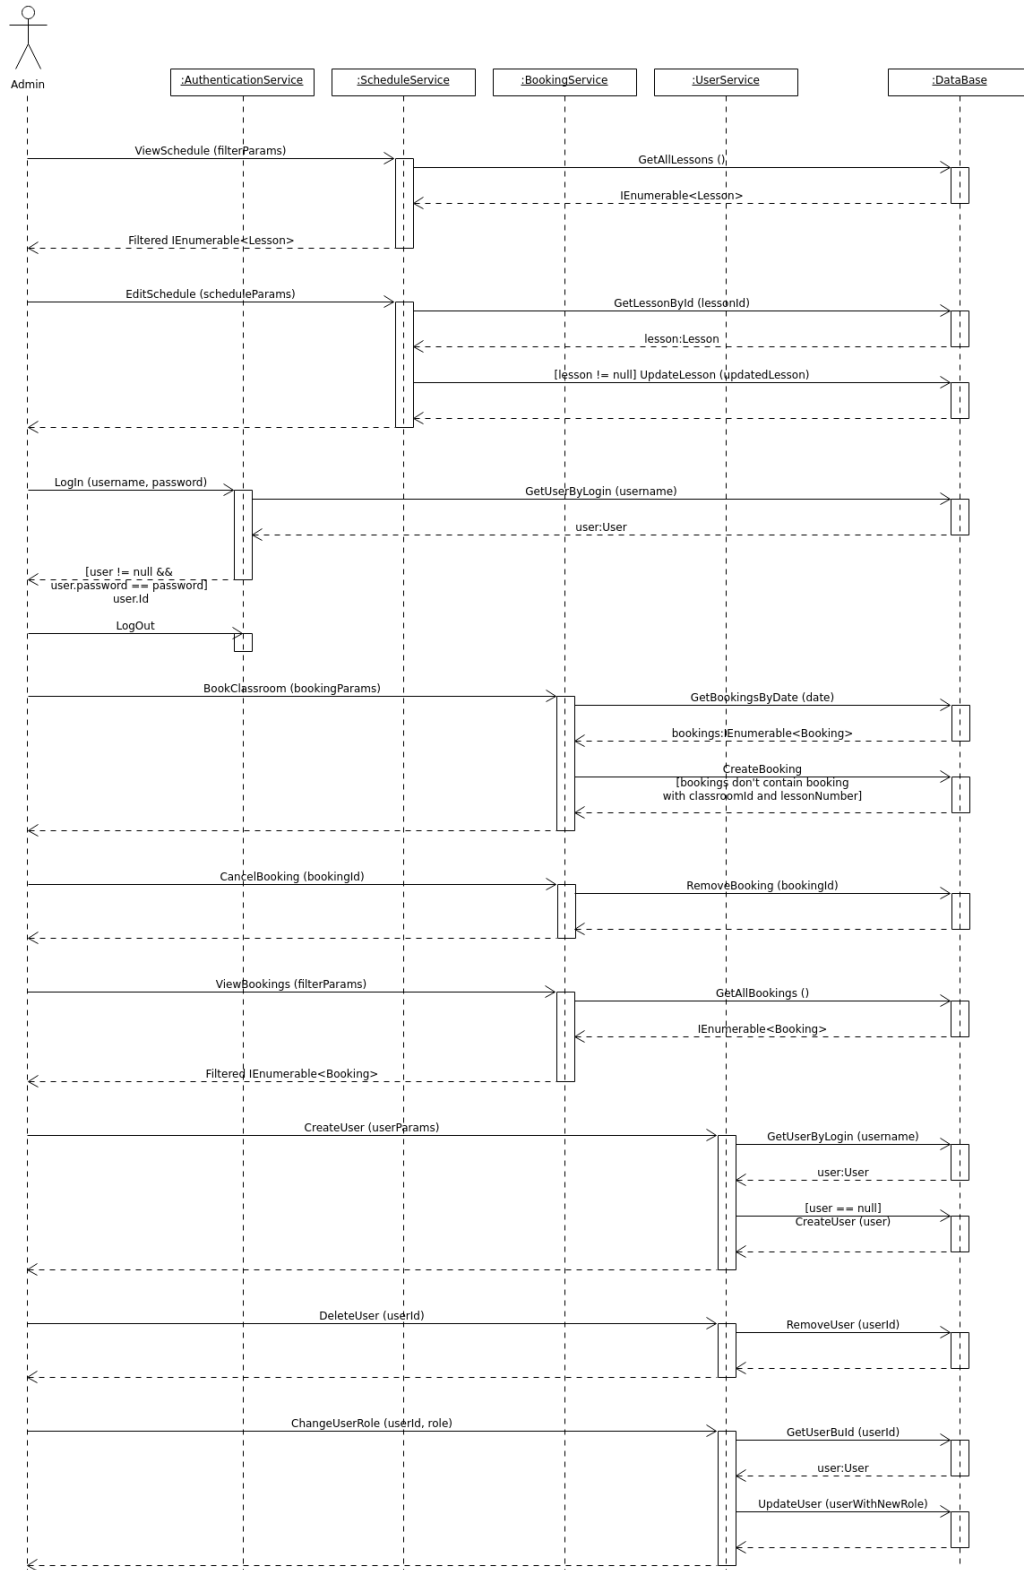 Admin
:AuthenticationService
:ScheduleService
:BookingService
:UserService
:DataBase
ViewSchedule (filterParams)
GetAllLessons ()
IEnumerable<Lesson>
Filtered IEnumerable<Lesson>
EditSchedule (scheduleParams)
GetLessonById (lessonId)
lesson:Lesson
[lesson != null] UpdateLesson (updatedLesson)
LogIn (username, password)
GetUserByLogin (username)
user:User
[user != null &&
user.password == password]
user.Id
LogOut
BookClassroom (bookingParams)
GetBookingsByDate (date)
bookings:IEnumerable<Booking>
CreateBooking
[bookings don't contain booking
with classroomId and lessonNumber]
CancelBooking (bookingId)
RemoveBooking (bookingId)
ViewBookings (filterParams)
GetAllBookings ()
IEnumerable<Booking>
Filtered IEnumerable<Booking>
CreateUser (userParams)
GetUserByLogin (username)
user:User
[user == null]
CreateUser (user)
DeleteUser (userId)
RemoveUser (userId)
ChangeUserRole (userId, role)
GetUserBuId (userId)
user:User
UpdateUser (userWithNewRole)